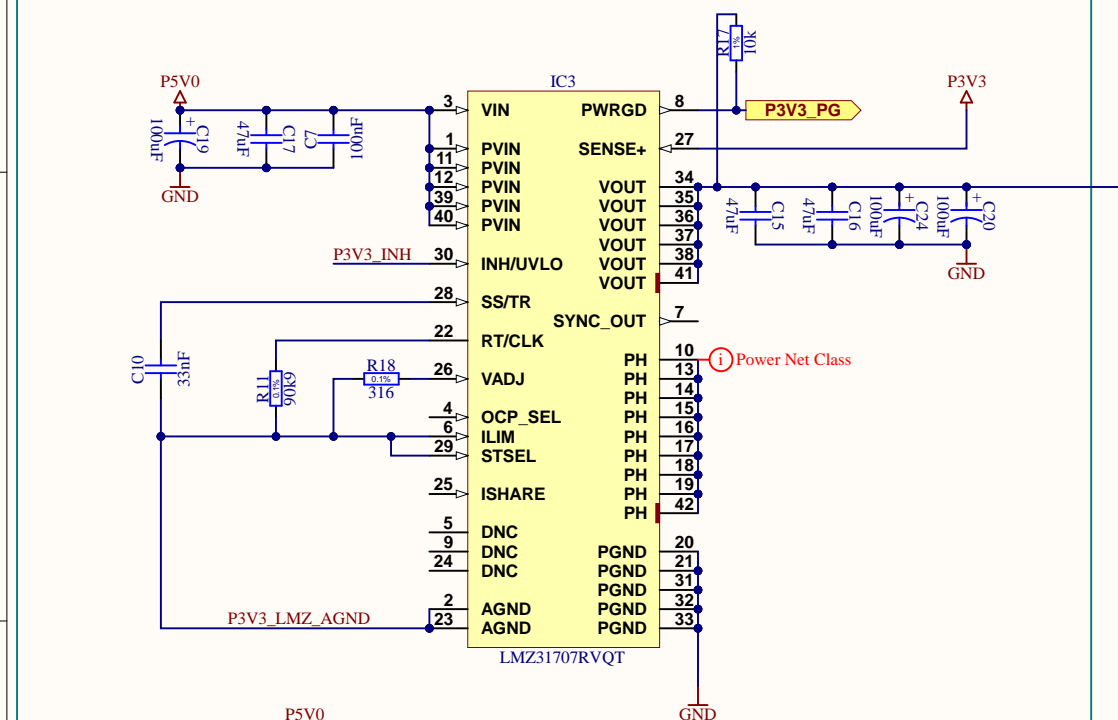 R17
1%
10k
P5V0
IC3
P3V3
3
VIN
PWRGD
8
P3V3_PG
100uF
C19
+
47uF
C17
C7
100nF
1
PVIN
SENSE+
27
11
PVIN
12
PVIN
VOUT
34
GND
39
PVIN
VOUT
35
40
PVIN
VOUT
36
47uF
C15
47uF
C16
100uF
+
C24
100uF
+
C20
VOUT
37
P3V3_INH
30
INH/UVLO
VOUT
38
VOUT
41
GND
28
SS/TR
SYNC_OUT
7
22
RT/CLK
C10
33nF
R11
0.1%
90k9
R18
0.1%
316
26
VADJ
PH
10
i
Power Net Class
PH
13
PH
14
4
OCP_SEL
PH
15
6
ILIM
PH
16
29
STSEL
PH
17
PH
18
25
ISHARE
PH
19
PH
42
5
DNC
9
DNC
PGND
20
24
DNC
PGND
21
PGND
31
2
AGND
PGND
32
P3V3_LMZ_AGND
23
AGND
PGND
33
LMZ31707RVQT
P5V0
GND